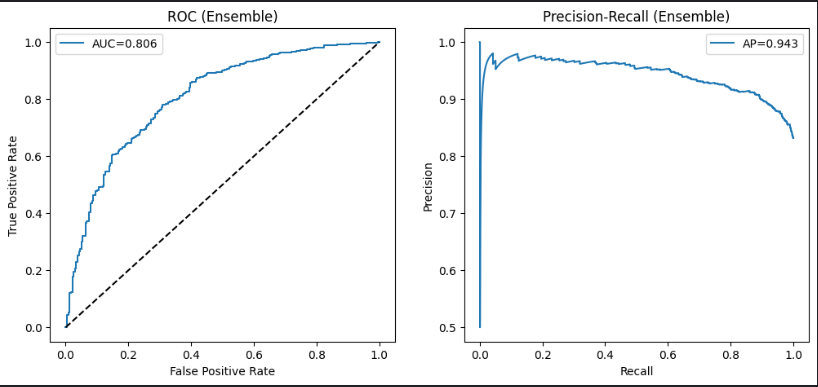 ROC (Ensemble)
AUC=0.806
1.0
0.8
0.6
0.4
0.2
0.0
True Positive Rate
0.0 0.2 0.4 0.6 0.8 1.0
False Positive Rate
Precision-Recall (Ensemble)
AP=0.943
1.0
0.9
0.8
0.7
0.6
0.5
Precision
0.0 0.2 0.4 0.6 0.8 1.0
Recall